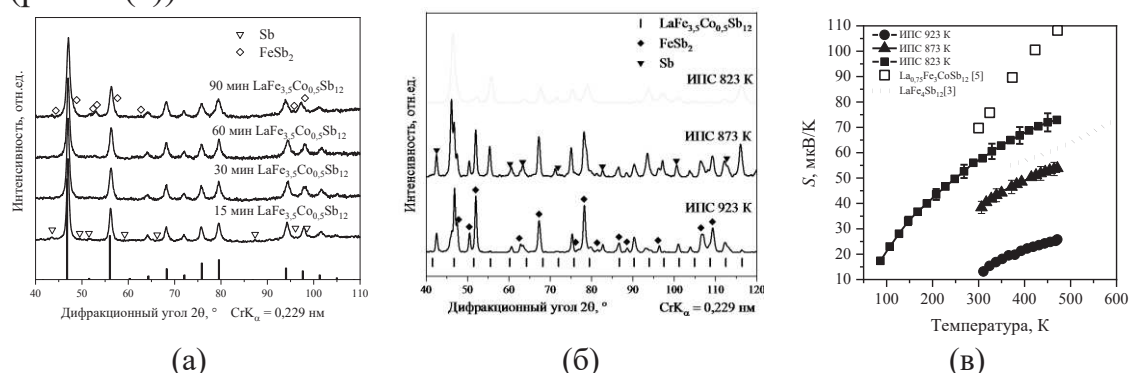 Интенсивность, отн.ед.
▽ Sb
◇ FeSb₂
90 мин LaFe₃,₅Co₀,₅Sb₁₂
60 мин LaFe₃,₅Co₀,₅Sb₁₂
30 мин LaFe₃,₅Co₀,₅Sb₁₂
15 мин LaFe₃,₅Co₀,₅Sb₁₂
40 50 60 70 80 90 100 110
Дифракционный угол 2θ, ° CrKα = 0,229 нм
(а)
Интенсивность, отн.ед.
LaFe₃,₅Co₀,₅Sb₁₂
◆ FeSb₂
▼ Sb
ИПС 823 K
ИПС 873 K
ИПС 923 K
40 50 60 70 80 90 100 110 120
Дифракционный угол 2θ, ° CrKα = 0,229 нм
(б)
S, мкВ/K
110
100
90
80
70
60
50
40
30
20
10
ИПС 923 K
ИПС 873 K
ИПС 823 K
La₀,₇₅Fe₃CoSb₁₂ [5]
LaFe₄Sb₁₂[3]
0 100 200 300 400 500 600
Температура, К
(в)